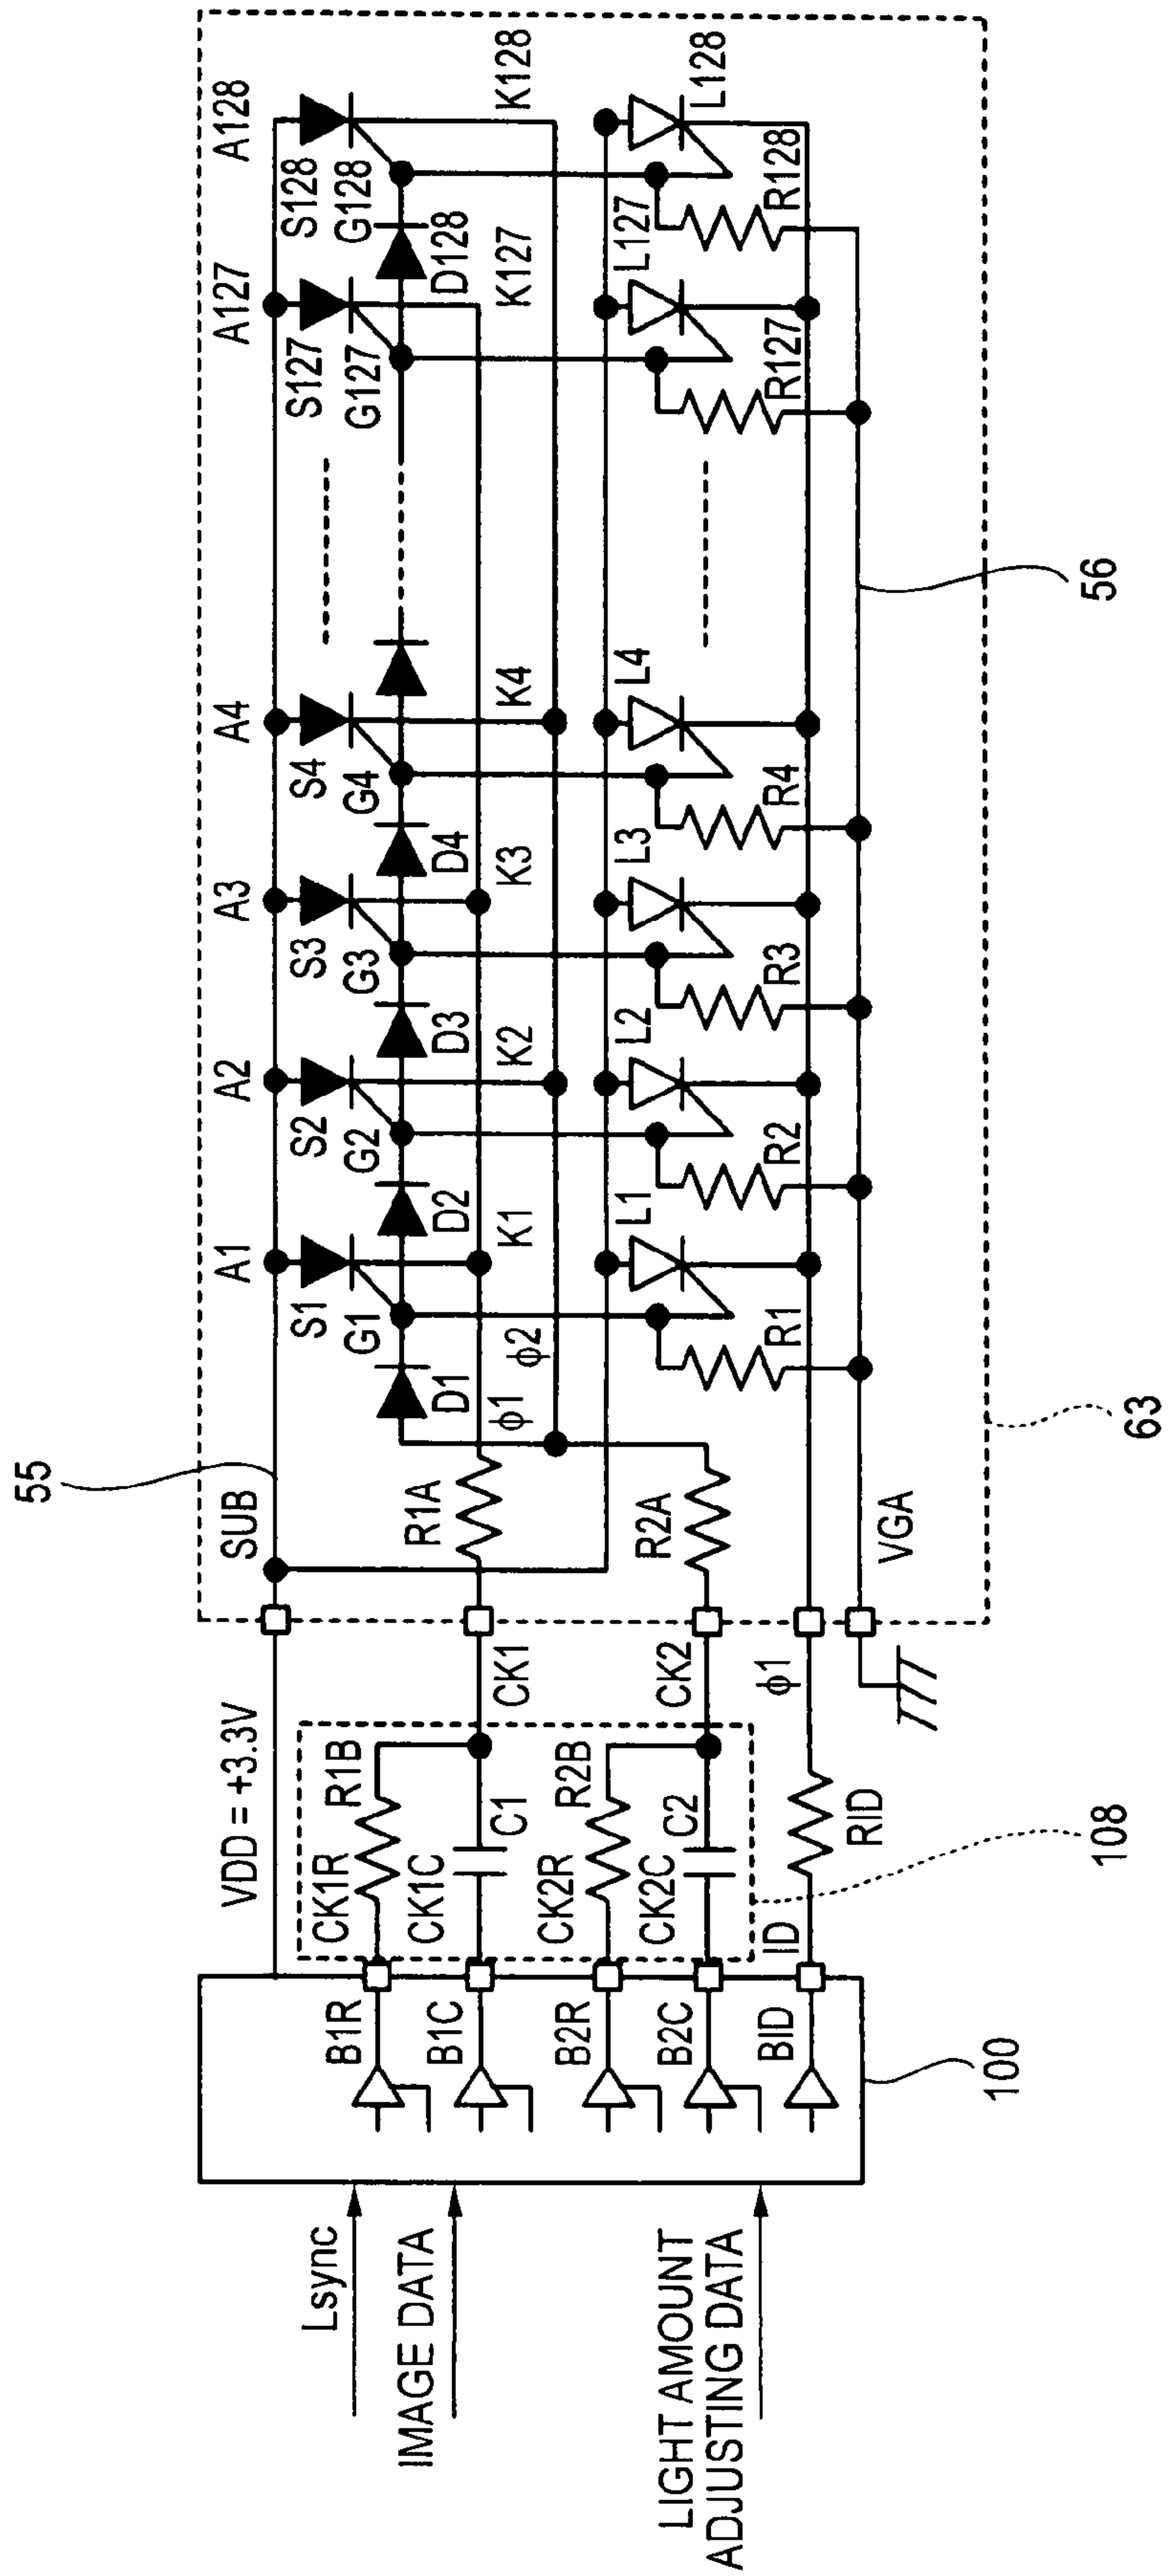 55
SUB
A1
A2
A3
A4
A127
A128
VDD = +3.3V
S1
S2
S3
S4
S127
S128
G1
G2
G3
G4
G127
G128
D1
D2
D3
D4
D128
Lsync
IMAGE DATA
LIGHT AMOUNT
ADJUSTING DATA
B1R
B1C
B2R
B2C
BID
CK1R
R1B
CK1C
C1
CK2R
R2B
CK2C
C2
ID
RID
CK1
CK2
ϕ1
R1A
R2A
ϕ1
ϕ2
K1
K2
K3
K4
K127
K128
L1
L2
L3
L4
L127
L128
R1
R2
R3
R4
R127
R128
VGA
100
108
63
56